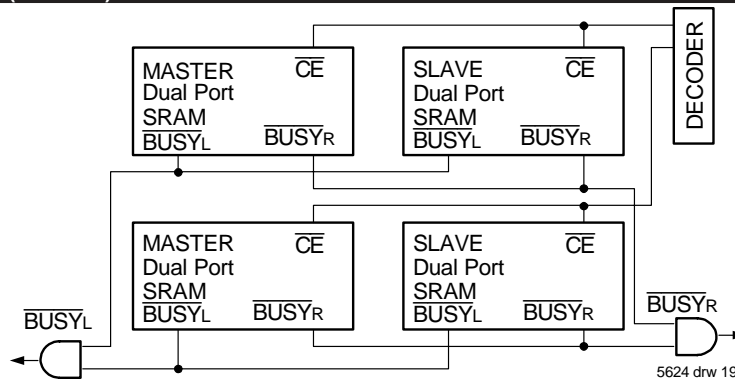 MASTER
Dual Port
SRAM
BUSYL
CE
BUSYR
SLAVE
Dual Port
SRAM
BUSYL
CE
BUSYR
DECODER
MASTER
Dual Port
SRAM
BUSYL
CE
BUSYR
SLAVE
Dual Port
SRAM
BUSYL
CE
BUSYR
BUSYL
BUSYR
5624 drw 19